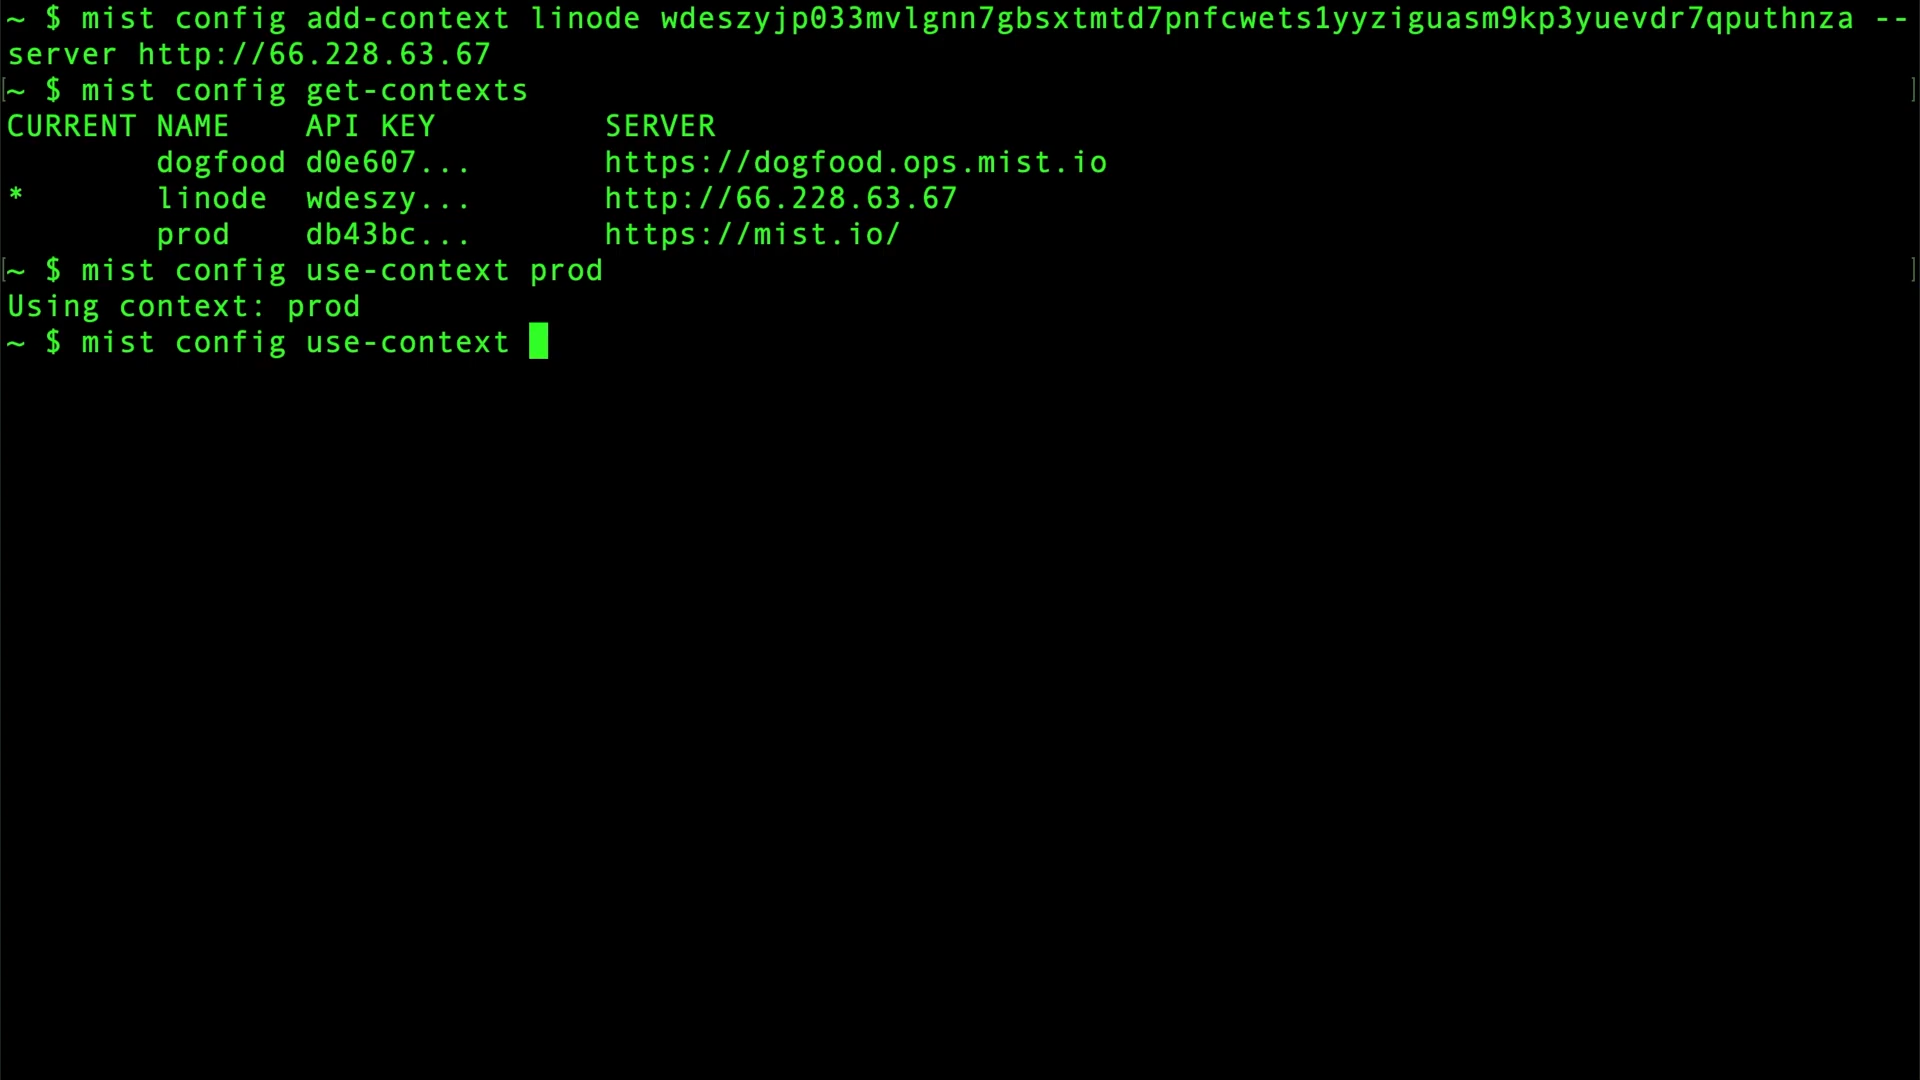 ~ $ mist config add-context linode wdeszyjp033mvlgnn7gbsxtmtd7pnfcwets1yyziguasm9kp3yuevdr7qputhnza --
server http://66.228.63.67
[~ $ mist config get-contexts ]
CURRENT NAME API KEY SERVER
dogfood d0e607... https://dogfood.ops.mist.io
* linode wdeszy... http://66.228.63.67
prod db43bc... https://mist.io/
[~ $ mist config use-context prod ]
Using context: prod
~ $ mist config use-context